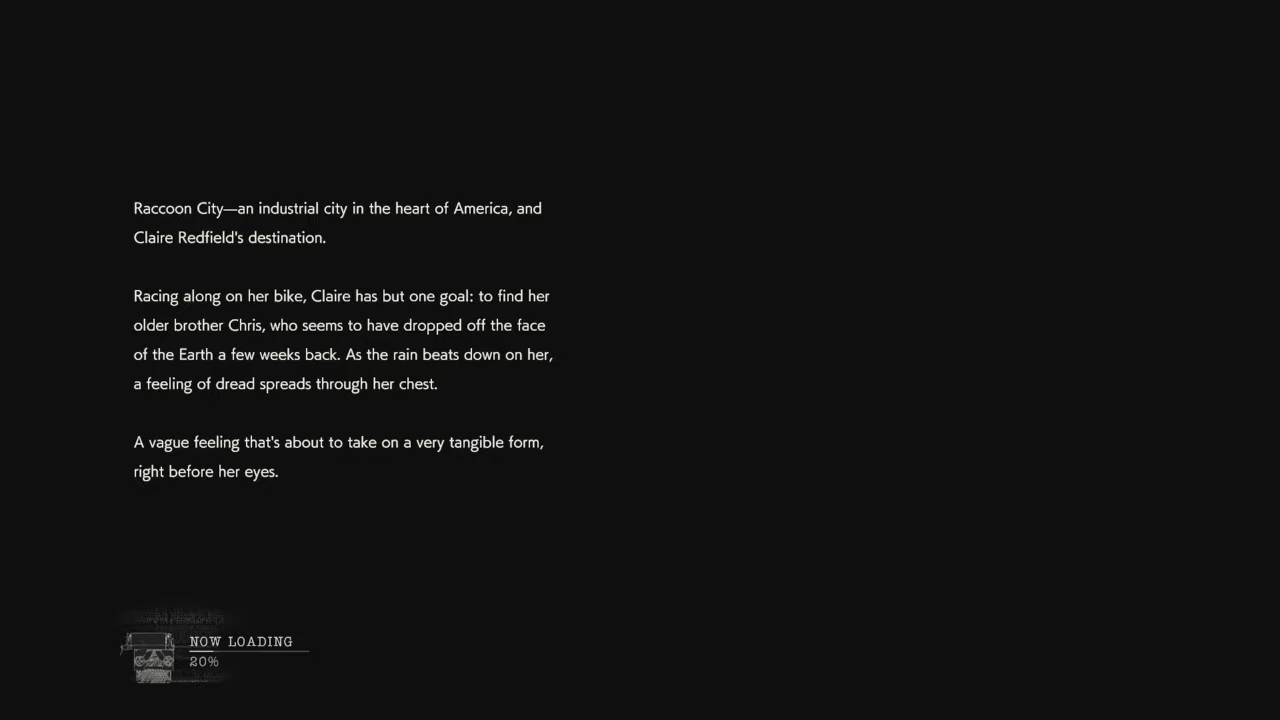 Raccoon City—an industrial city in the heart of America, and
Claire Redfield's destination.
Racing along on her bike, Claire has but one goal: to find her
older brother Chris, who seems to have dropped off the face
of the Earth a few weeks back. As the rain beats down on her,
a feeling of dread spreads through her chest.
A vague feeling that's about to take on a very tangible form,
right before her eyes.
NOW LOADING
20%